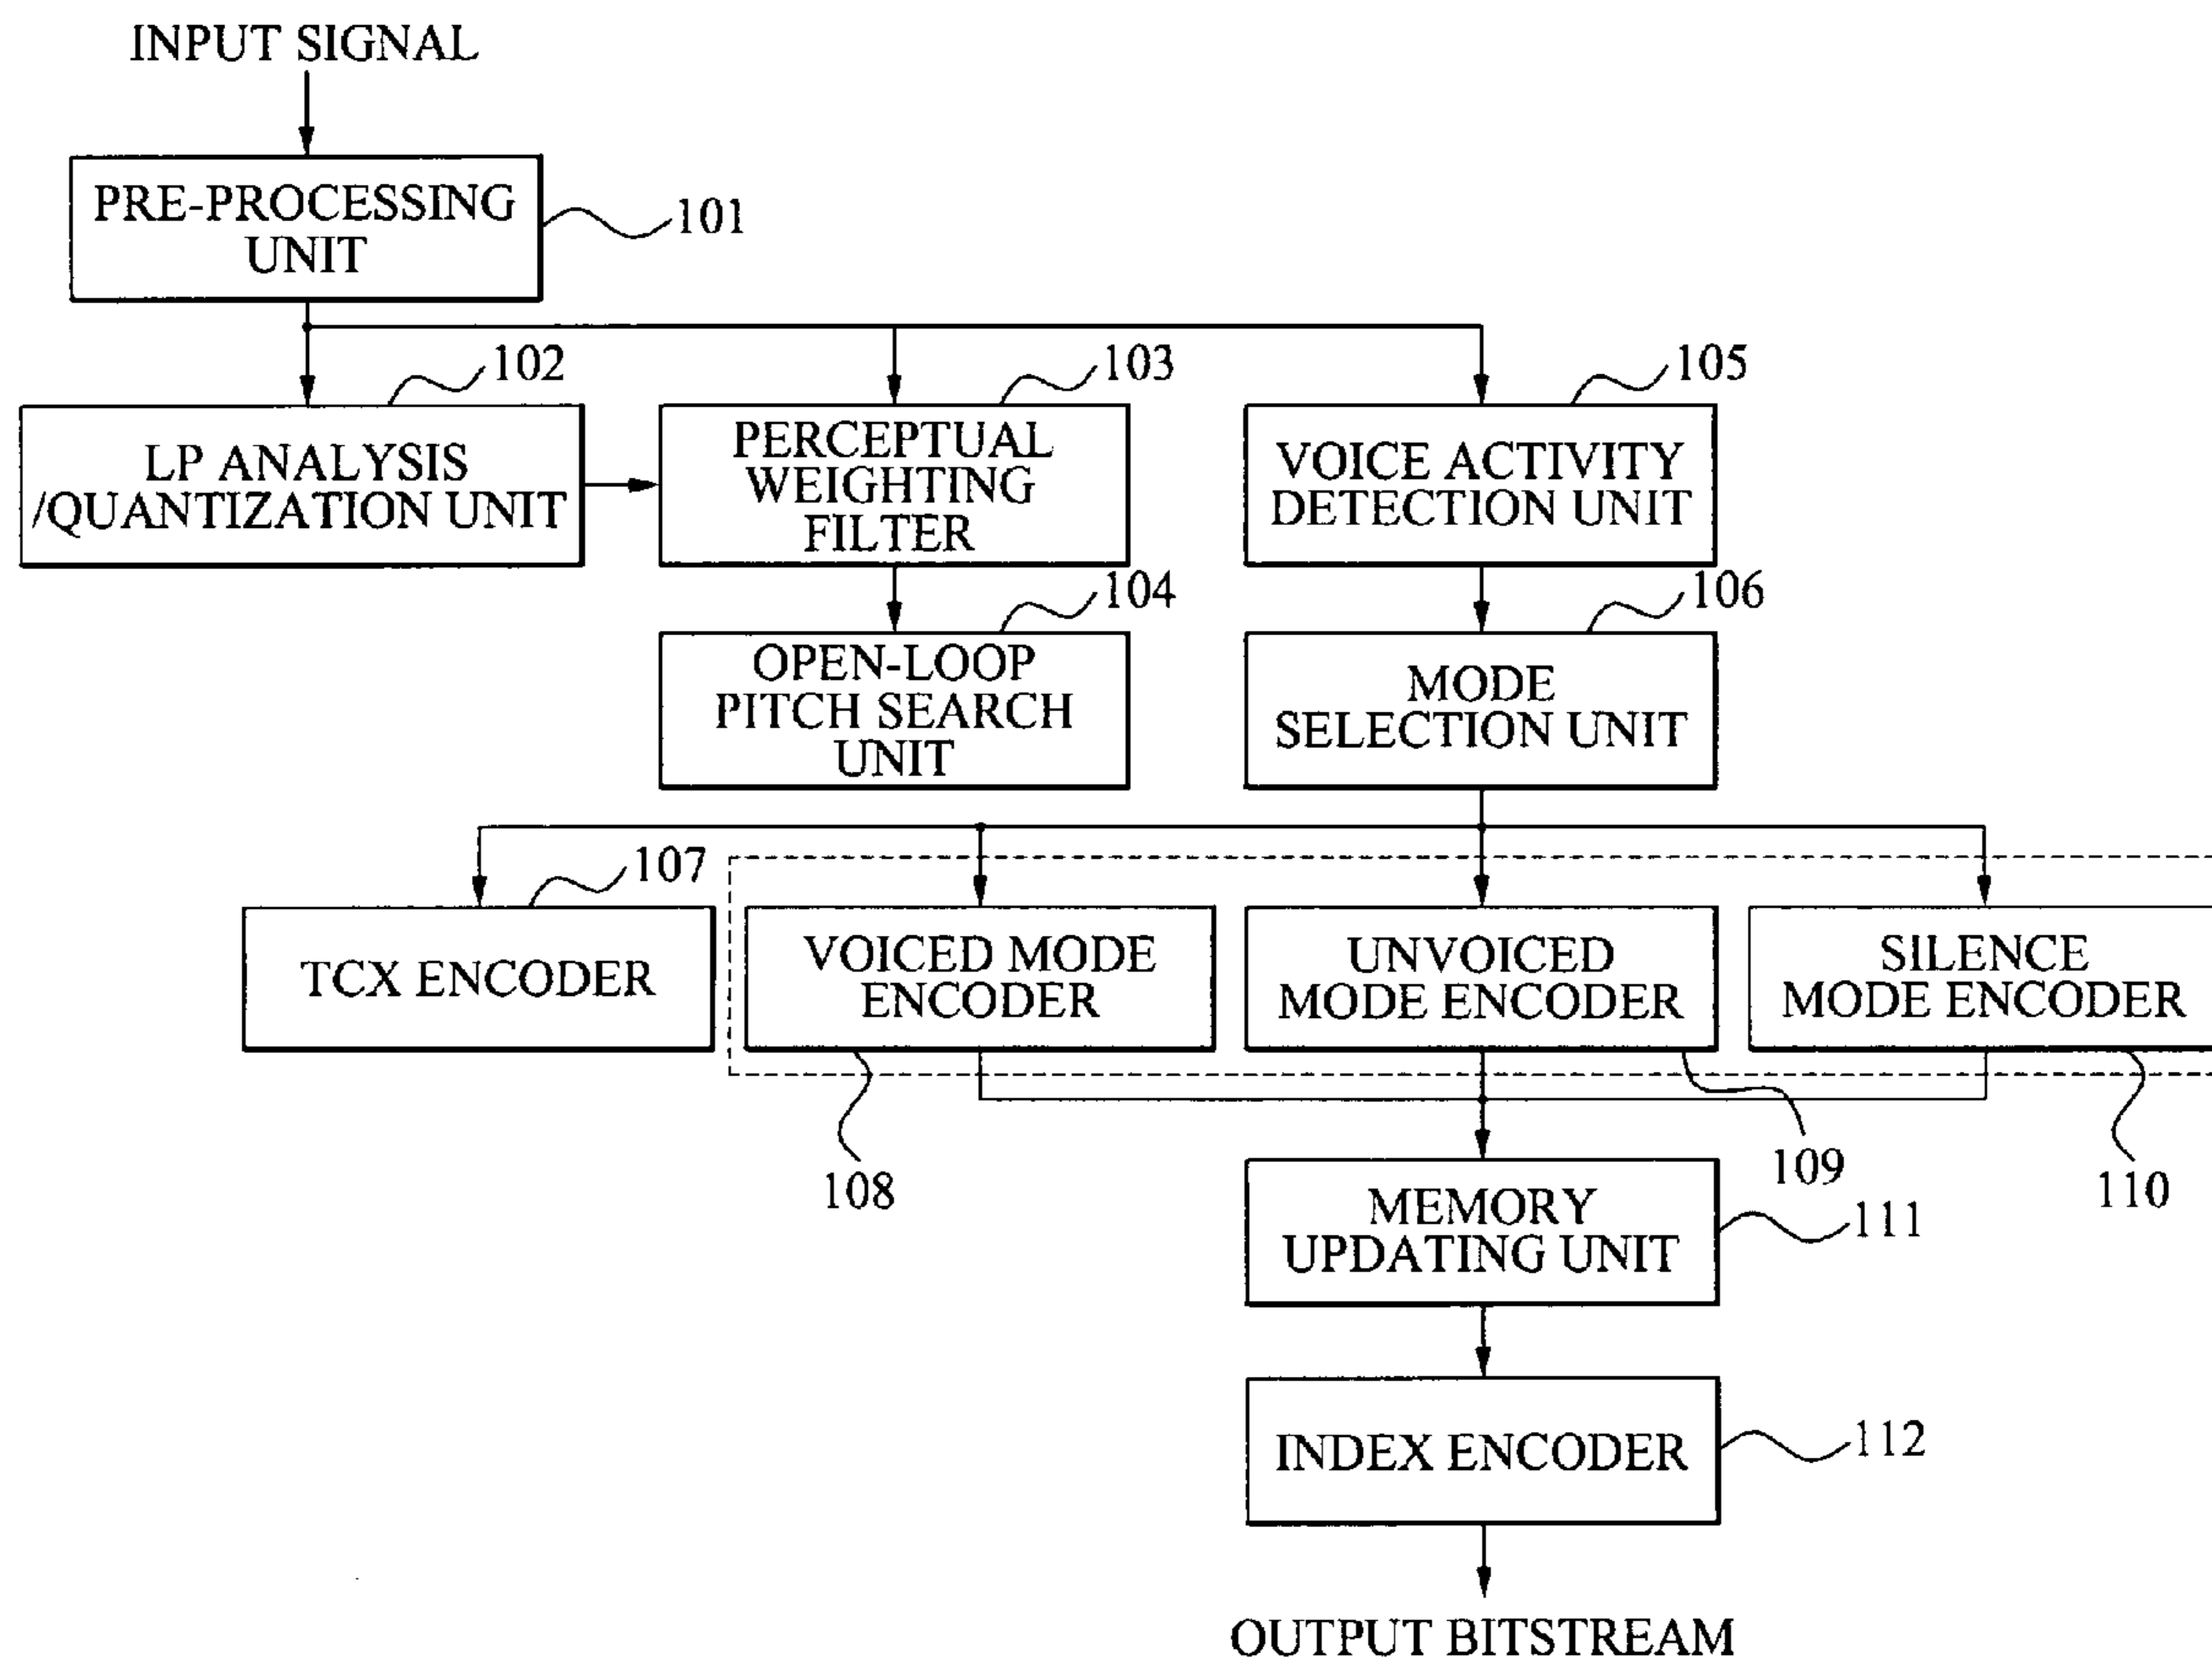 INPUT SIGNAL
PRE-PROCESSING
UNIT
101
102
103
105
LP ANALYSIS
/QUANTIZATION UNIT
PERCEPTUAL
WEIGHTING
FILTER
VOICE ACTIVITY
DETECTION UNIT
104
106
OPEN-LOOP
PITCH SEARCH
UNIT
MODE
SELECTION UNIT
107
TCX ENCODER
VOICED MODE
ENCODER
UNVOICED
MODE ENCODER
SILENCE
MODE ENCODER
108
109
110
MEMORY
UPDATING UNIT
111
INDEX ENCODER
112
OUTPUT BITSTREAM